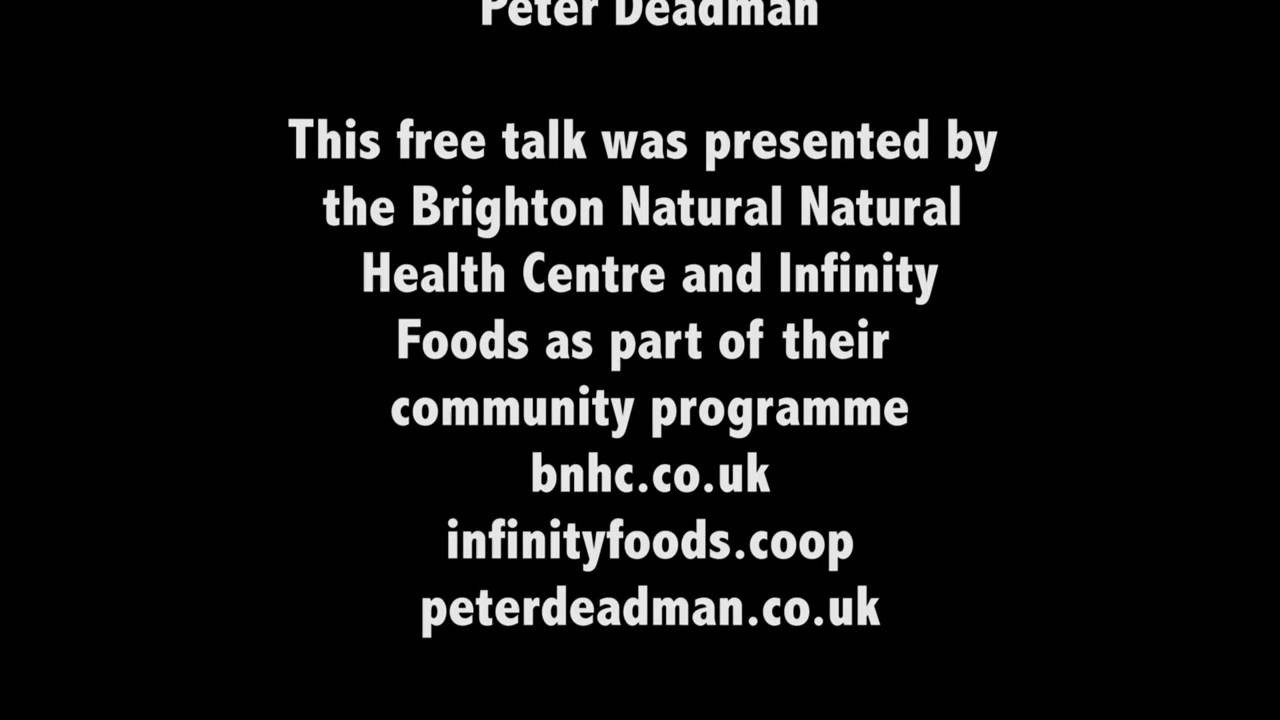 Peter Deadman
This free talk was presented by
the Brighton Natural Natural
Health Centre and Infinity
Foods as part of their
community programme
bnhc.co.uk
infinityfoods.coop
peterdeadman.co.uk